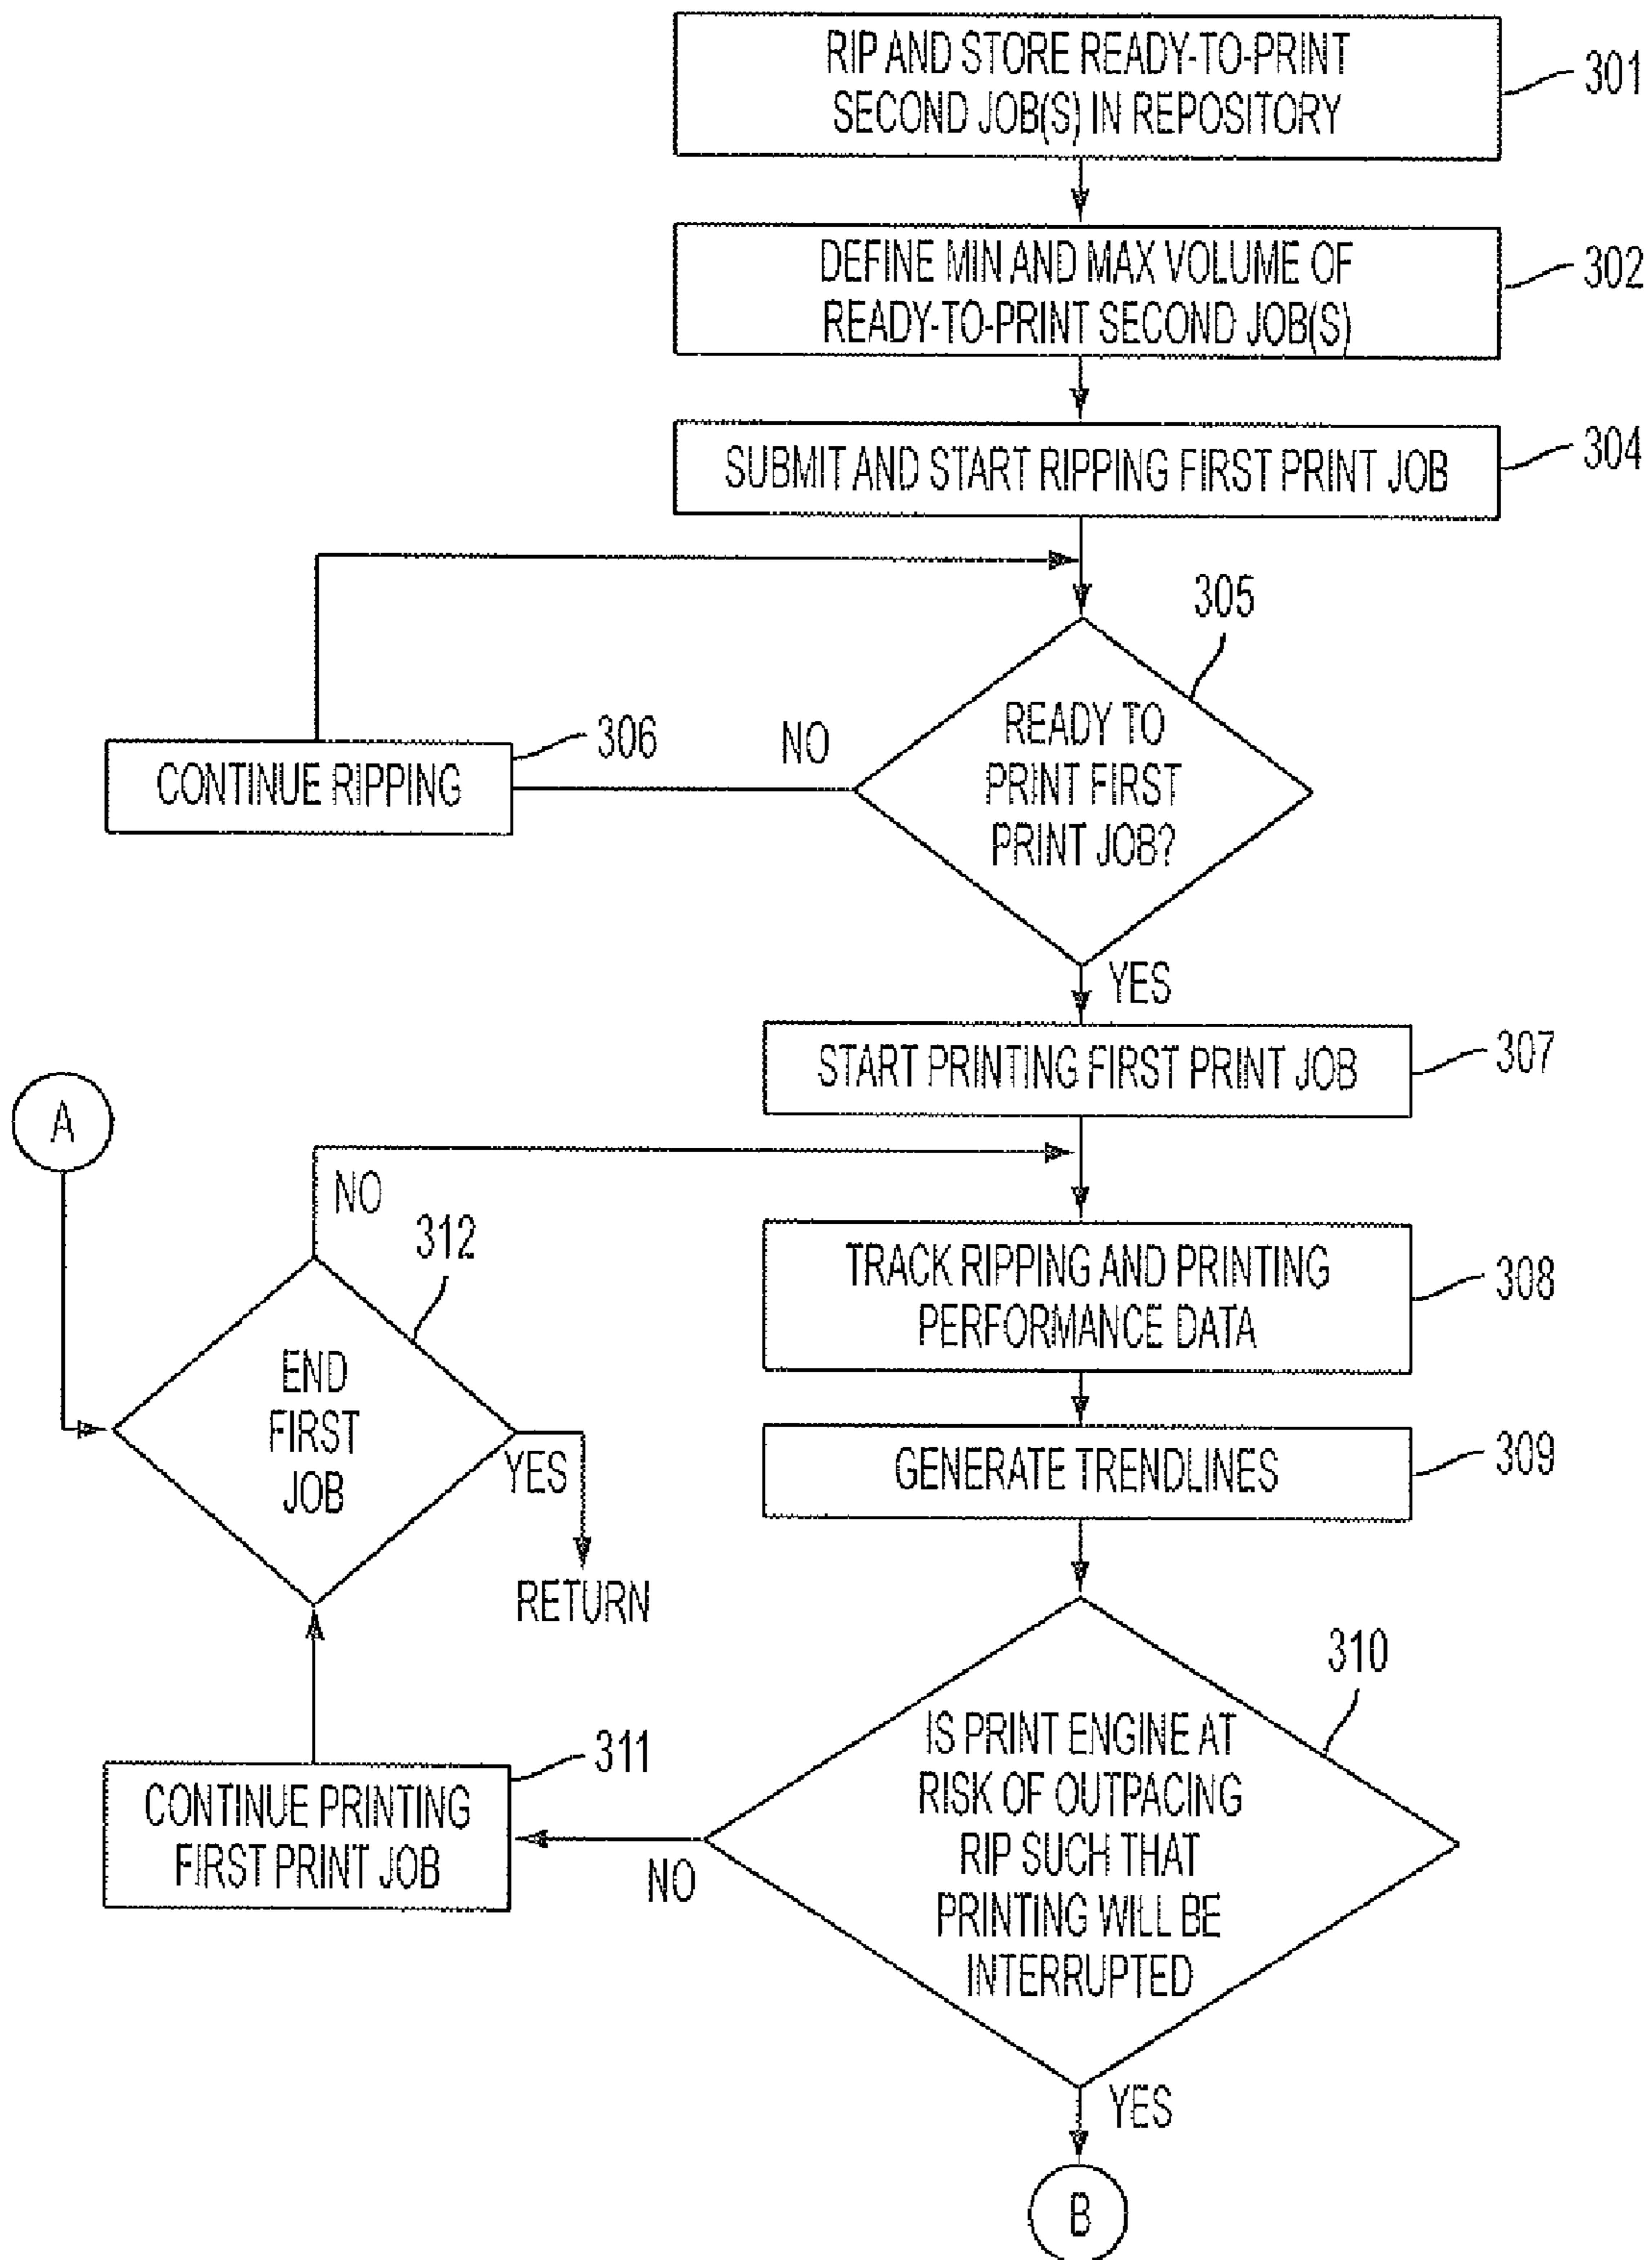 RIP AND STORE READY-TO-PRINT
SECOND JOB(S) IN REPOSITORY
301
DEFINE MIN AND MAX VOLUME OF
READY-TO-PRINT SECOND JOB(S)
302
SUBMIT AND START RIPPING FIRST PRINT JOB
304
305
READY TO
PRINT FIRST
PRINT JOB?
NO
306
CONTINUE RIPPING
YES
START PRINTING FIRST PRINT JOB
307
A
NO
312
END
FIRST
JOB
YES
RETURN
TRACK RIPPING AND PRINTING
PERFORMANCE DATA
308
GENERATE TRENDLINES
309
310
IS PRINT ENGINE AT
RISK OF OUTPACING
RIP SUCH THAT
PRINTING WILL BE
INTERRUPTED
NO
311
CONTINUE PRINTING
FIRST PRINT JOB
YES
B